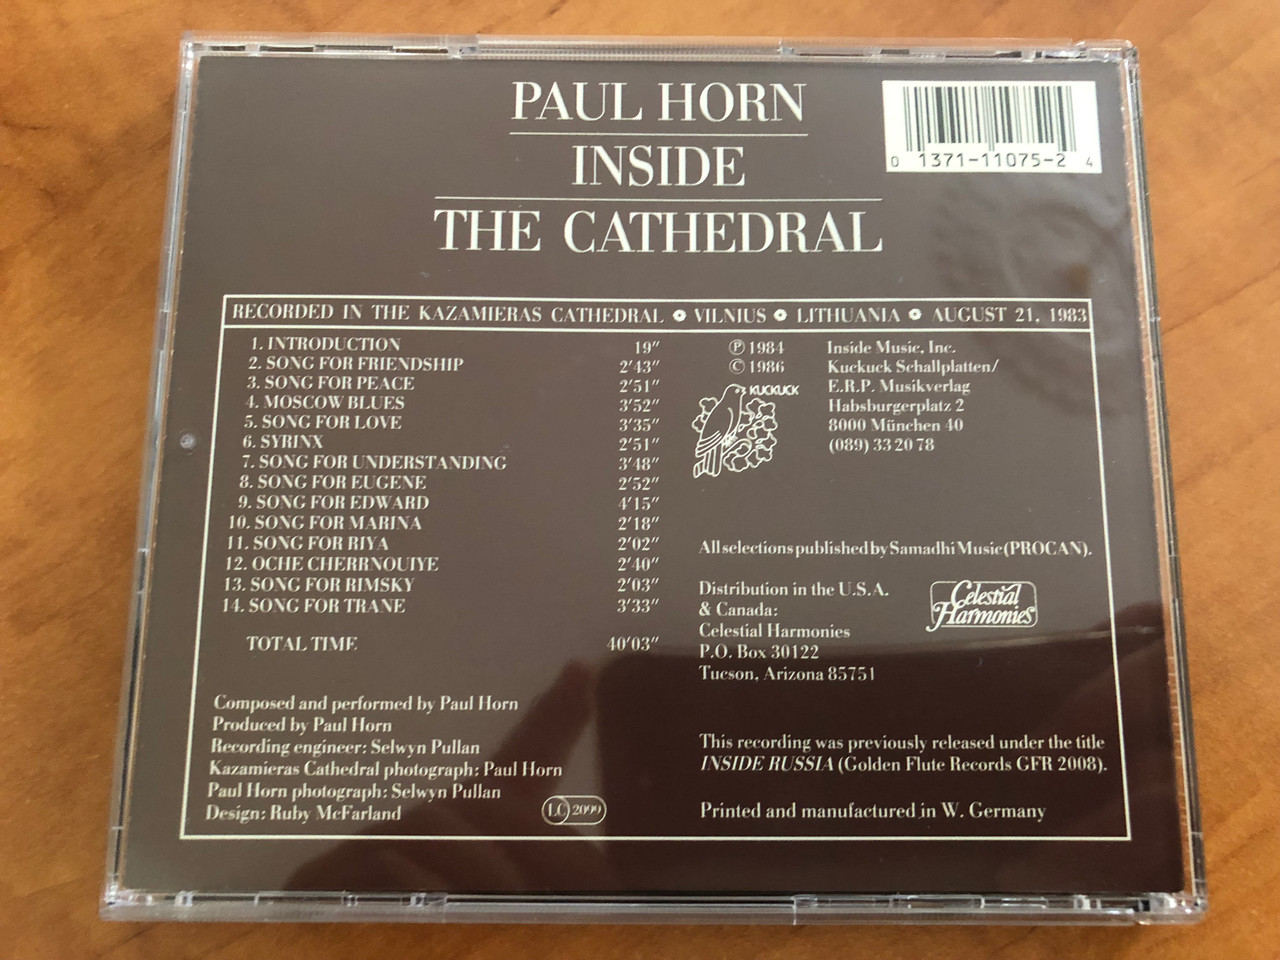 PAUL HORN
INSIDE
THE CATHEDRAL
0 1371-11075-2 4
RECORDED IN THE KAZAMIERAS CATHEDRAL • VILNIUS • LITHUANIA • AUGUST 21, 1983
1. INTRODUCTION 19"
2. SONG FOR FRIENDSHIP 2'43"
3. SONG FOR PEACE 2'51"
4. MOSCOW BLUES 3'52"
5. SONG FOR LOVE 3'35"
6. SYRINX 2'51"
7. SONG FOR UNDERSTANDING 3'48"
8. SONG FOR EUGENE 2'52"
9. SONG FOR EDWARD 4'15"
10. SONG FOR MARINA 2'18"
11. SONG FOR RIYA 2'02"
12. OCHE CHERRNOUIYE 2'40"
13. SONG FOR RIMSKY 2'03"
14. SONG FOR TRANE 3'33"
TOTAL TIME 40'03"
Composed and performed by Paul Horn
Produced by Paul Horn
Recording engineer: Selwyn Pullan
Kazamieras Cathedral photograph: Paul Horn
Paul Horn photograph: Selwyn Pullan
Design: Ruby McFarland
LC 2099
℗ 1984 Inside Music, Inc.
© 1986 Kuckuck Schallplatten/
E.R.P. Musikverlag
Habsburgerplatz 2
8000 München 40
(089) 33 20 78
KUCKUCK
All selections published by Samadhi Music (PROCAN).
Distribution in the U.S.A.
& Canada:
Celestial Harmonies
P.O. Box 30122
Tucson, Arizona 85751
Celestial
Harmonies
This recording was previously released under the title
INSIDE RUSSIA (Golden Flute Records GFR 2008).
Printed and manufactured in W. Germany